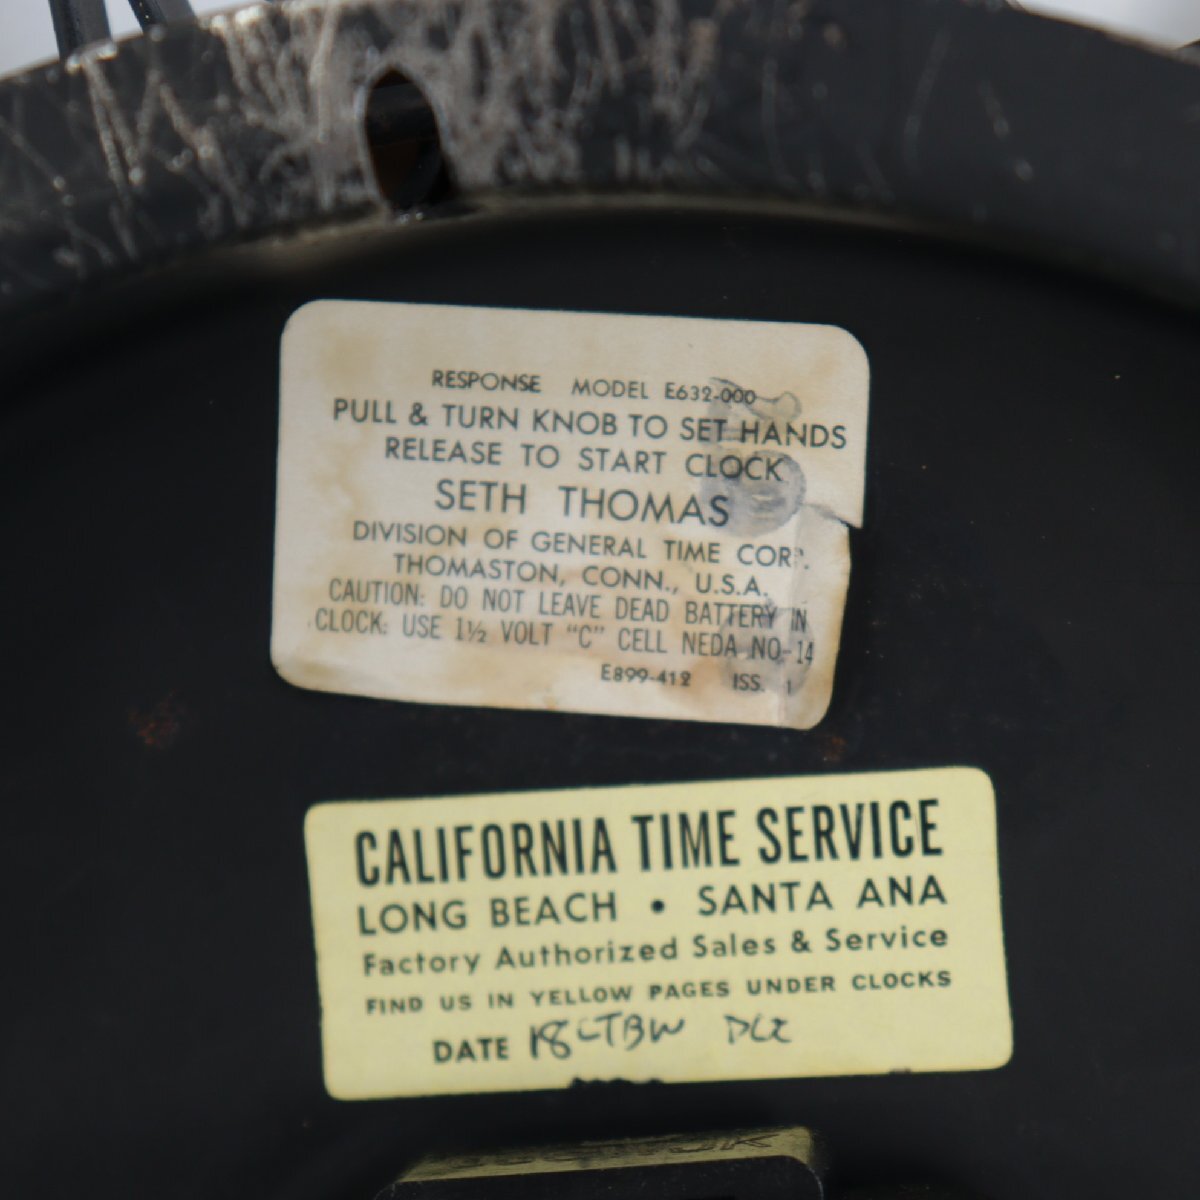 RESPONSE MODEL E632-000
PULL & TURN KNOB TO SET HANDS
RELEASE TO START CLOCK
SETH THOMAS
DIVISION OF GENERAL TIME CORP.
THOMASTON, CONN., U.S.A.
CAUTION: DO NOT LEAVE DEAD BATTERY IN
CLOCK: USE 1½ VOLT "C" CELL NEDA NO-14
E899-412 ISS. 1
CALIFORNIA TIME SERVICE
LONG BEACH • SANTA ANA
Factory Authorized Sales & Service
FIND US IN YELLOW PAGES UNDER CLOCKS
DATE